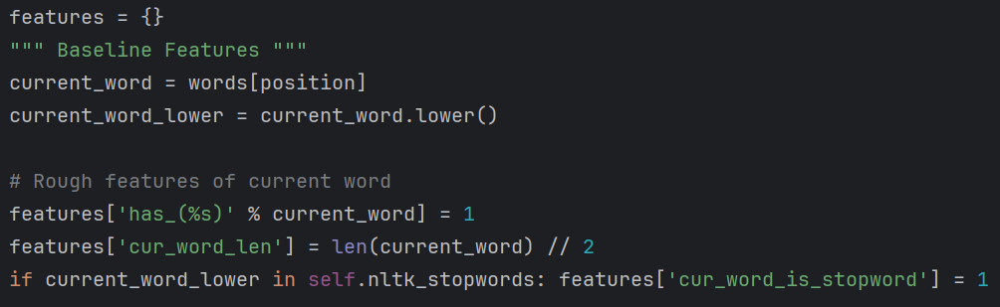 features = {}
""" Baseline Features """
current_word = words[position]
current_word_lower = current_word.lower()
# Rough features of current word
features['has_(%s)' % current_word] = 1
features['cur_word_len'] = len(current_word) // 2
if current_word_lower in self.nltk_stopwords: features['cur_word_is_stopword'] = 1